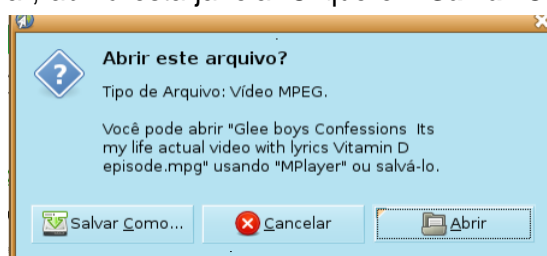 Abrir este arquivo?
Tipo de Arquivo: Vídeo MPEG.
Você pode abrir "Glee boys Confessions Its
my life actual video with lyrics Vitamin D
episode.mpg" usando "MPlayer" ou salvá-lo.
Salvar Como... Cancelar Abrir